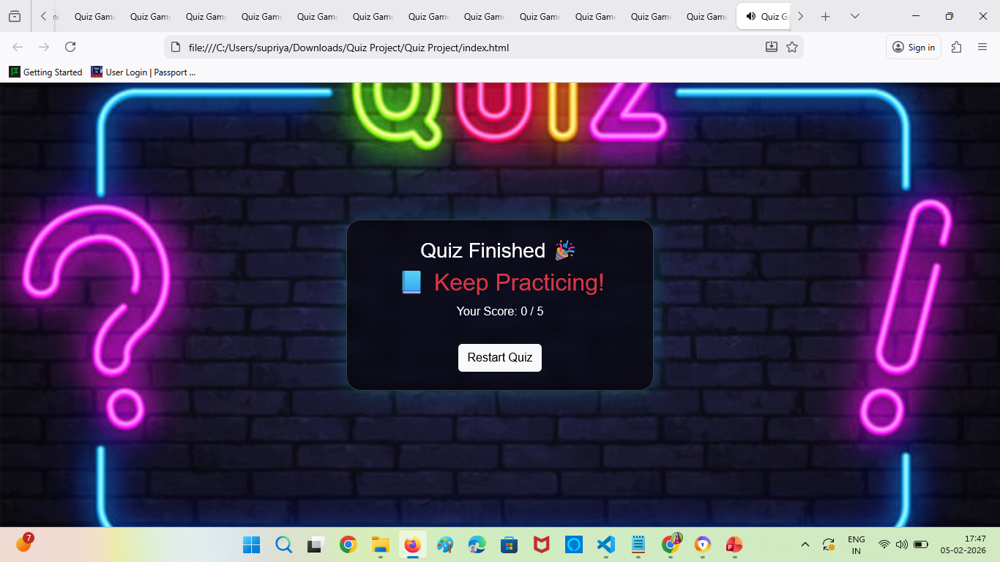 Quiz Game Quiz Game Quiz Game Quiz Game Quiz Game Quiz Game Quiz Game Quiz Game Quiz Game Quiz Game Quiz Game Quiz Game Quiz
file:///C:/Users/supriya/Downloads/Quiz Project/Quiz Project/index.html
Sign in
Getting Started
User Login | Passport ...
QUIZ
Quiz Finished 🎉
📘 Keep Practicing!
Your Score: 0 / 5
Restart Quiz
7
ENG
IN
17:47
05-02-2026